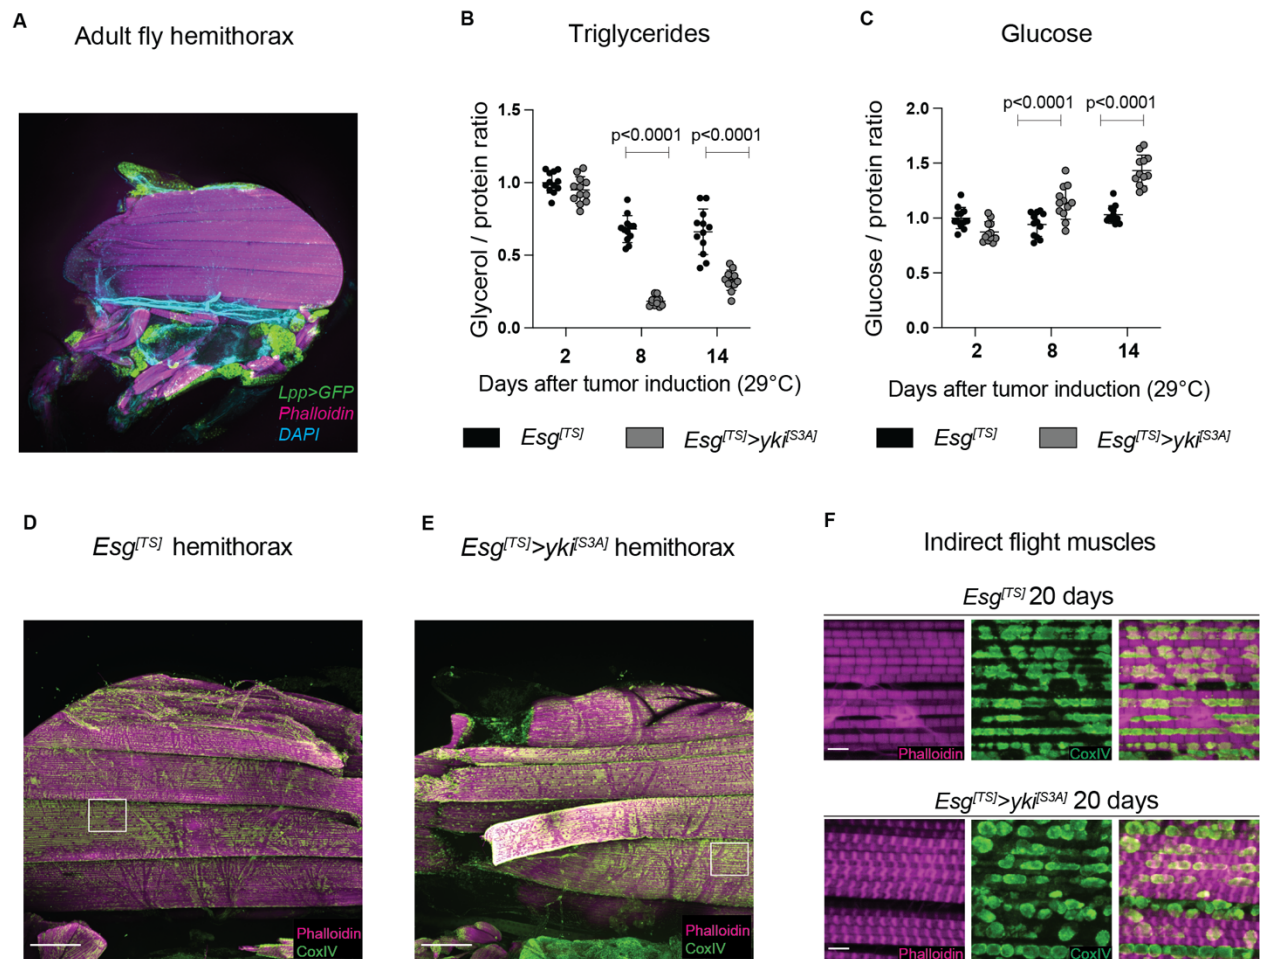 A
Adult fly hemithorax
Lpp>GFP
Phalloidin
DAPI
B
Triglycerides
Glycerol / protein ratio
1.5
1.0
0.5
0.0
p<0.0001
p<0.0001
2
8
14
Days after tumor induction (29°C)
Esg[TS]
Esg[TS]>yki[S3A]
C
Glucose
Glucose / protein ratio
2.0
1.5
1.0
0.5
0.0
p<0.0001
p<0.0001
2
8
14
Days after tumor induction (29°C)
Esg[TS]
Esg[TS]>yki[S3A]
D
Esg[TS] hemithorax
Phalloidin
CoxIV
E
Esg[TS]>yki[S3A] hemithorax
Phalloidin
CoxIV
F
Indirect flight muscles
Esg[TS] 20 days
Phalloidin
CoxIV
Esg[TS]>yki[S3A] 20 days
Phalloidin
CoxIV